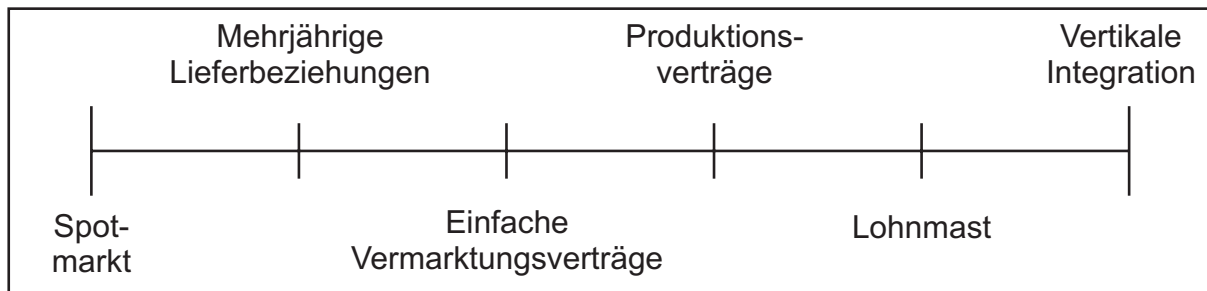 Mehrjährige
Lieferbeziehungen
Produktions-
verträge
Vertikale
Integration
Spot-
markt
Einfache
Vermarktungsverträge
Lohnmast